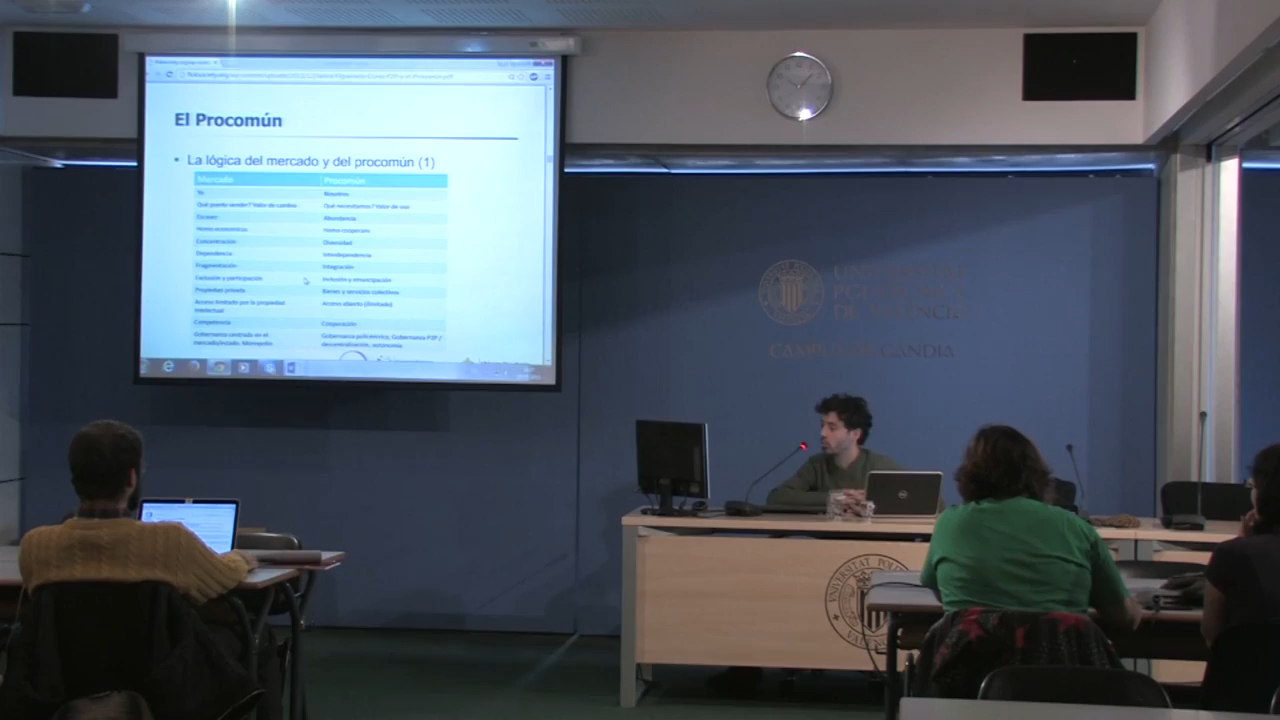 El Procomún
• La lógica del mercado y del procomún (1)
Mercado Procomún
Yo Nosotros
Qué puedo vender? Valor de cambio Qué necesitamos? Valor de uso
Escasez Abundancia
Homo economicus Homo cooperans
Concentración Diversidad
Dependencia Interdependencia
Fragmentación Integración
Exclusión y participación Inclusión y emancipación
Propiedad privada Bienes y servicios colectivos
Acceso limitado por la propiedad Acceso abierto (ilimitado)
intelectual
Competencia Cooperación
Gobernanza centrada en el Gobernanza policéntrica, Gobernanza P2P /
mercado/estado. Monopolio descentralización, autonomía
DE
CAMPUS DE GANDIA
DELL
UNIVERSITAT